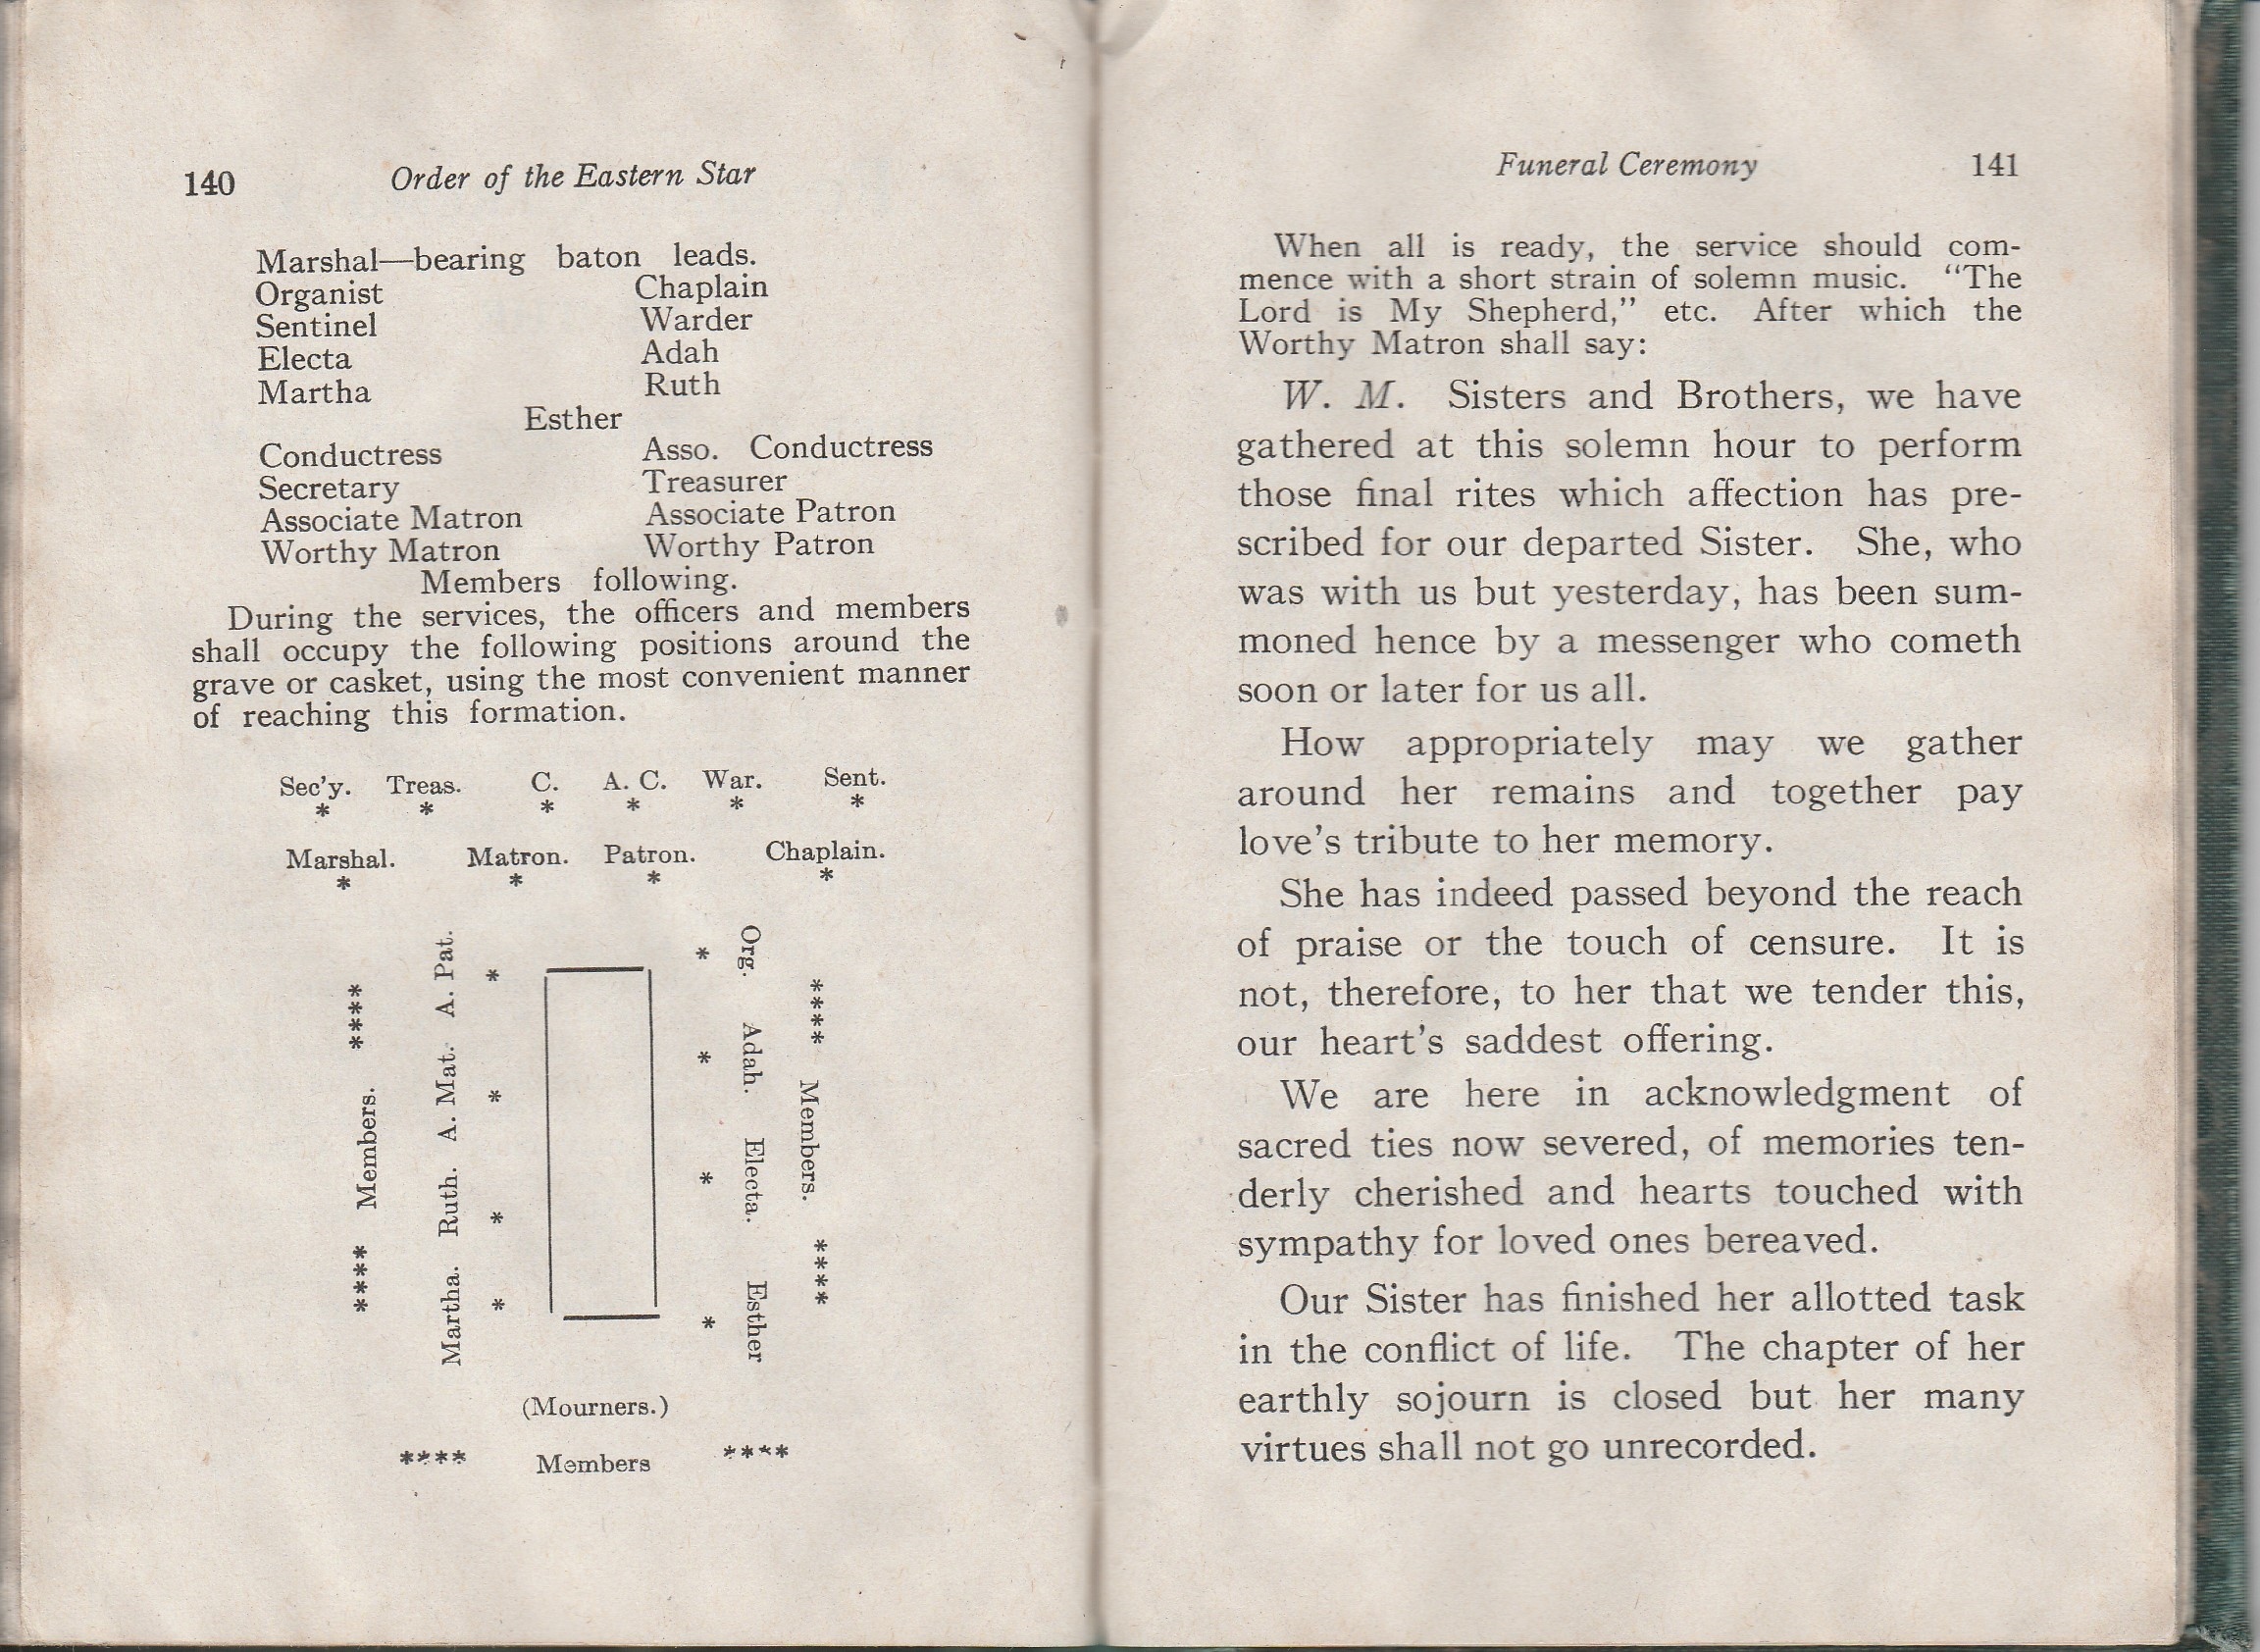 140 Order of the Eastern Star
Marshal—bearing baton leads.
Organist Chaplain
Sentinel Warder
Electa Adah
Martha Ruth
Esther
Conductress Asso. Conductress
Secretary Treasurer
Associate Matron Associate Patron
Worthy Matron Worthy Patron
Members following.
During the services, the officers and members
shall occupy the following positions around the
grave or casket, using the most convenient manner
of reaching this formation.
Sec'y. Treas. C. A. C. War. Sent.
* * * * * *
Marshal. Matron. Patron. Chaplain.
* * * *
**** Members. ****
Martha. Ruth. A. Mat. A. Pat.
* * * *
* * * *
Org. Adah. Electa. Esther
**** Members. ****
(Mourners.)
**** Members ****
Funeral Ceremony 141
When all is ready, the service should com-
mence with a short strain of solemn music. "The
Lord is My Shepherd," etc. After which the
Worthy Matron shall say:
W. M. Sisters and Brothers, we have
gathered at this solemn hour to perform
those final rites which affection has pre-
scribed for our departed Sister. She, who
was with us but yesterday, has been sum-
moned hence by a messenger who cometh
soon or later for us all.
How appropriately may we gather
around her remains and together pay
love's tribute to her memory.
She has indeed passed beyond the reach
of praise or the touch of censure. It is
not, therefore, to her that we tender this,
our heart's saddest offering.
We are here in acknowledgment of
sacred ties now severed, of memories ten-
derly cherished and hearts touched with
sympathy for loved ones bereaved.
Our Sister has finished her allotted task
in the conflict of life. The chapter of her
earthly sojourn is closed but her many
virtues shall not go unrecorded.